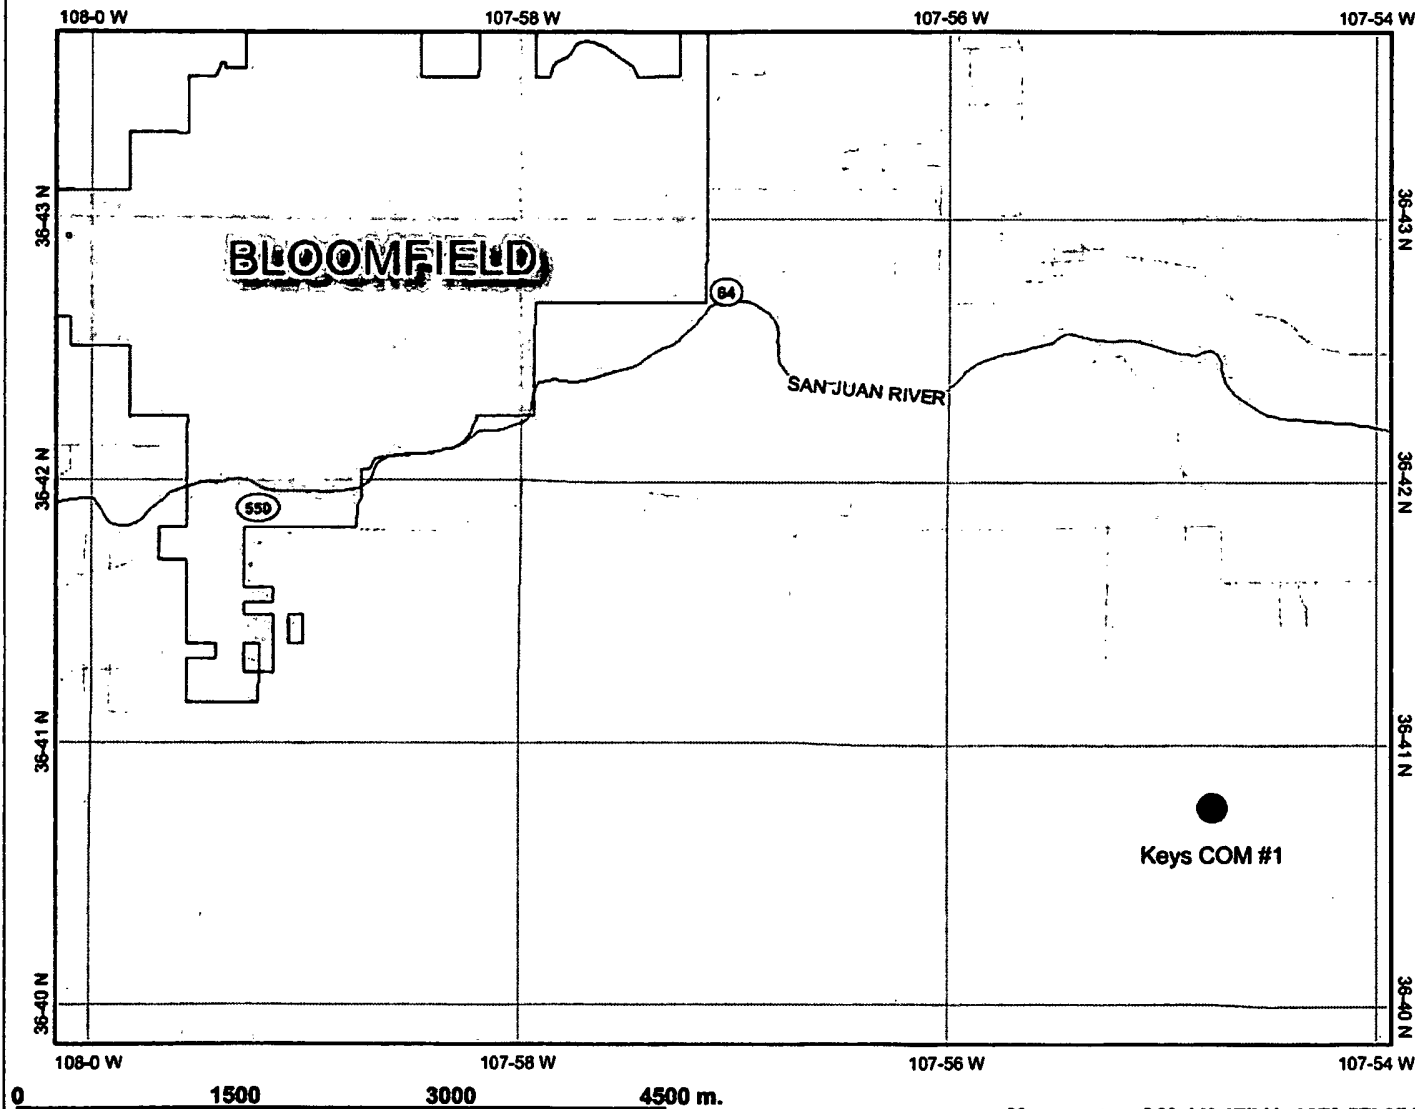 108-0 W
107-58 W
107-56 W
107-54 W
36-43 N
36-43 N
BLOOMFIELD
64
SAN JUAN RIVER
36-42 N
36-42 N
550
36-41 N
36-41 N
Keys COM #1
36-40 N
36-40 N
108-0 W
107-58 W
107-56 W
107-54 W
0 1500 3000 4500 m.